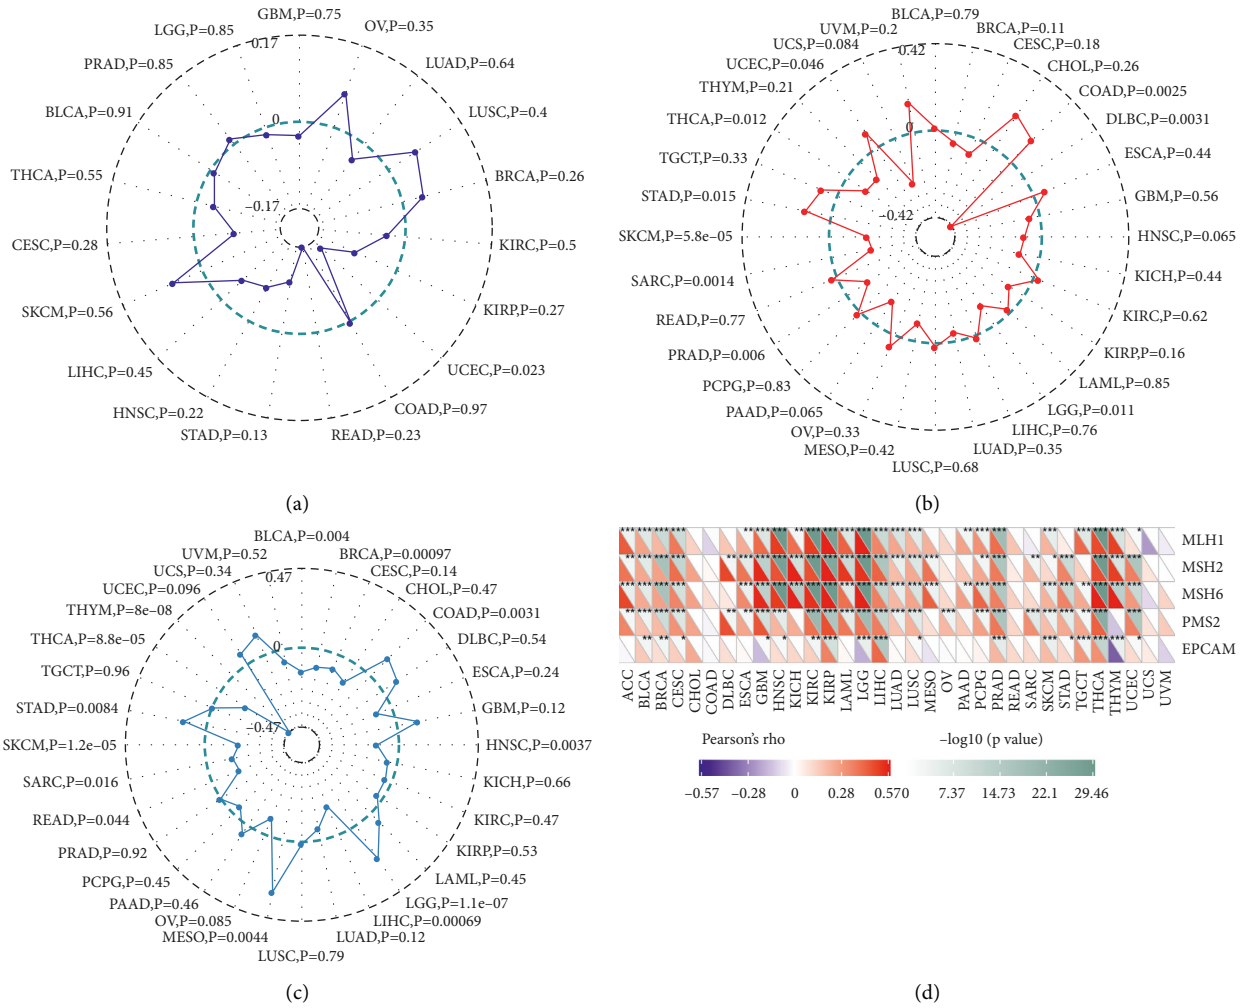 GBM,P=0.75
OV,P=0.35
LUAD,P=0.64
LUSC,P=0.4
BRCA,P=0.26
KIRC,P=0.5
KIRP,P=0.27
UCEC,P=0.023
COAD,P=0.97
READ,P=0.23
STAD,P=0.13
HNSC,P=0.22
LIHC,P=0.45
SKCM,P=0.56
CESC,P=0.28
THCA,P=0.55
BLCA,P=0.91
PRAD,P=0.85
LGG,P=0.85
0.17
0
−0.17
(a)
BLCA,P=0.79
BRCA,P=0.11
CESC,P=0.18
CHOL,P=0.26
COAD,P=0.0025
DLBC,P=0.0031
ESCA,P=0.44
GBM,P=0.56
HNSC,P=0.065
KICH,P=0.44
KIRC,P=0.62
KIRP,P=0.16
LAML,P=0.85
LGG,P=0.011
LIHC,P=0.76
LUAD,P=0.35
LUSC,P=0.68
MESO,P=0.42
OV,P=0.33
PAAD,P=0.065
PCPG,P=0.83
PRAD,P=0.006
READ,P=0.77
SARC,P=0.0014
SKCM,P=5.8e−05
STAD,P=0.015
TGCT,P=0.33
THCA,P=0.012
THYM,P=0.21
UCEC,P=0.046
UCS,P=0.084
UVM,P=0.2
0.42
0
−0.42
(b)
BLCA,P=0.004
BRCA,P=0.00097
CESC,P=0.14
CHOL,P=0.47
COAD,P=0.0031
DLBC,P=0.54
ESCA,P=0.24
GBM,P=0.12
HNSC,P=0.0037
KICH,P=0.66
KIRC,P=0.47
KIRP,P=0.53
LAML,P=0.45
LGG,P=1.1e−07
LIHC,P=0.00069
LUAD,P=0.12
LUSC,P=0.79
MESO,P=0.0044
OV,P=0.085
PAAD,P=0.46
PCPG,P=0.45
PRAD,P=0.92
READ,P=0.044
SARC,P=0.016
SKCM,P=1.2e−05
STAD,P=0.0084
TGCT,P=0.96
THCA,P=8.8e−05
THYM,P=8e−08
UCEC,P=0.096
UCS,P=0.34
UVM,P=0.52
0.47
0
−0.47
(c)
MLH1
MSH2
MSH6
PMS2
EPCAM
ACC
BLCA
BRCA
CESC
CHOL
COAD
DLBC
ESCA
GBM
HNSC
KICH
KIRC
KIRP
LAML
LGG
LIHC
LUAD
LUSC
MESO
OV
PAAD
PCPG
PRAD
READ
SARC
SKCM
STAD
TGCT
THCA
THYM
UCEC
UCS
UVM
Pearson's rho
−0.57 −0.28 0 0.28 0.57
−log10 (p value)
0 7.37 14.73 22.1 29.46
(d)